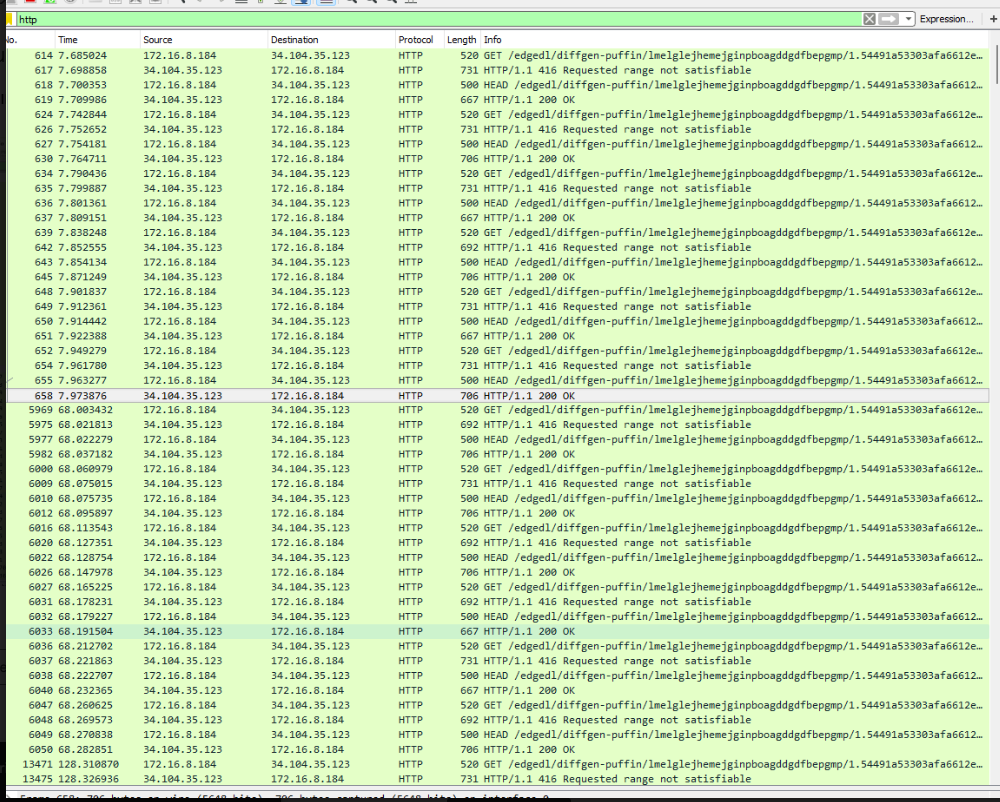 http Expression... +
No. Time Source Destination Protocol Length Info
614 7.685024 172.16.8.184 34.104.35.123 HTTP 520 GET /edgedl/diffgen-puffin/lmelglejhemejginpboagddgdfbepgmp/1.54491a53303afa6612e…
617 7.698858 34.104.35.123 172.16.8.184 HTTP 731 HTTP/1.1 416 Requested range not satisfiable
618 7.700353 172.16.8.184 34.104.35.123 HTTP 500 HEAD /edgedl/diffgen-puffin/lmelglejhemejginpboagddgdfbepgmp/1.54491a53303afa6612…
619 7.709986 34.104.35.123 172.16.8.184 HTTP 667 HTTP/1.1 200 OK
624 7.742844 172.16.8.184 34.104.35.123 HTTP 520 GET /edgedl/diffgen-puffin/lmelglejhemejginpboagddgdfbepgmp/1.54491a53303afa6612e…
626 7.752652 34.104.35.123 172.16.8.184 HTTP 731 HTTP/1.1 416 Requested range not satisfiable
627 7.754181 172.16.8.184 34.104.35.123 HTTP 500 HEAD /edgedl/diffgen-puffin/lmelglejhemejginpboagddgdfbepgmp/1.54491a53303afa6612…
630 7.764711 34.104.35.123 172.16.8.184 HTTP 706 HTTP/1.1 200 OK
634 7.790436 172.16.8.184 34.104.35.123 HTTP 520 GET /edgedl/diffgen-puffin/lmelglejhemejginpboagddgdfbepgmp/1.54491a53303afa6612e…
635 7.799887 34.104.35.123 172.16.8.184 HTTP 731 HTTP/1.1 416 Requested range not satisfiable
636 7.801361 172.16.8.184 34.104.35.123 HTTP 500 HEAD /edgedl/diffgen-puffin/lmelglejhemejginpboagddgdfbepgmp/1.54491a53303afa6612…
637 7.809151 34.104.35.123 172.16.8.184 HTTP 667 HTTP/1.1 200 OK
639 7.838248 172.16.8.184 34.104.35.123 HTTP 520 GET /edgedl/diffgen-puffin/lmelglejhemejginpboagddgdfbepgmp/1.54491a53303afa6612e…
642 7.852555 34.104.35.123 172.16.8.184 HTTP 692 HTTP/1.1 416 Requested range not satisfiable
643 7.854134 172.16.8.184 34.104.35.123 HTTP 500 HEAD /edgedl/diffgen-puffin/lmelglejhemejginpboagddgdfbepgmp/1.54491a53303afa6612…
645 7.871249 34.104.35.123 172.16.8.184 HTTP 706 HTTP/1.1 200 OK
648 7.901837 172.16.8.184 34.104.35.123 HTTP 520 GET /edgedl/diffgen-puffin/lmelglejhemejginpboagddgdfbepgmp/1.54491a53303afa6612e…
649 7.912361 34.104.35.123 172.16.8.184 HTTP 731 HTTP/1.1 416 Requested range not satisfiable
650 7.914442 172.16.8.184 34.104.35.123 HTTP 500 HEAD /edgedl/diffgen-puffin/lmelglejhemejginpboagddgdfbepgmp/1.54491a53303afa6612…
651 7.922388 34.104.35.123 172.16.8.184 HTTP 667 HTTP/1.1 200 OK
652 7.949279 172.16.8.184 34.104.35.123 HTTP 520 GET /edgedl/diffgen-puffin/lmelglejhemejginpboagddgdfbepgmp/1.54491a53303afa6612e…
654 7.961780 34.104.35.123 172.16.8.184 HTTP 731 HTTP/1.1 416 Requested range not satisfiable
655 7.963277 172.16.8.184 34.104.35.123 HTTP 500 HEAD /edgedl/diffgen-puffin/lmelglejhemejginpboagddgdfbepgmp/1.54491a53303afa6612…
658 7.973876 34.104.35.123 172.16.8.184 HTTP 706 HTTP/1.1 200 OK
5969 68.003432 172.16.8.184 34.104.35.123 HTTP 520 GET /edgedl/diffgen-puffin/lmelglejhemejginpboagddgdfbepgmp/1.54491a53303afa6612e…
5975 68.021813 34.104.35.123 172.16.8.184 HTTP 692 HTTP/1.1 416 Requested range not satisfiable
5977 68.022279 172.16.8.184 34.104.35.123 HTTP 500 HEAD /edgedl/diffgen-puffin/lmelglejhemejginpboagddgdfbepgmp/1.54491a53303afa6612…
5982 68.037182 34.104.35.123 172.16.8.184 HTTP 706 HTTP/1.1 200 OK
6000 68.060979 172.16.8.184 34.104.35.123 HTTP 520 GET /edgedl/diffgen-puffin/lmelglejhemejginpboagddgdfbepgmp/1.54491a53303afa6612e…
6009 68.075015 34.104.35.123 172.16.8.184 HTTP 731 HTTP/1.1 416 Requested range not satisfiable
6010 68.075735 172.16.8.184 34.104.35.123 HTTP 500 HEAD /edgedl/diffgen-puffin/lmelglejhemejginpboagddgdfbepgmp/1.54491a53303afa6612…
6012 68.095897 34.104.35.123 172.16.8.184 HTTP 706 HTTP/1.1 200 OK
6016 68.113543 172.16.8.184 34.104.35.123 HTTP 520 GET /edgedl/diffgen-puffin/lmelglejhemejginpboagddgdfbepgmp/1.54491a53303afa6612e…
6020 68.127351 34.104.35.123 172.16.8.184 HTTP 692 HTTP/1.1 416 Requested range not satisfiable
6022 68.128754 172.16.8.184 34.104.35.123 HTTP 500 HEAD /edgedl/diffgen-puffin/lmelglejhemejginpboagddgdfbepgmp/1.54491a53303afa6612…
6026 68.147978 34.104.35.123 172.16.8.184 HTTP 706 HTTP/1.1 200 OK
6027 68.165225 172.16.8.184 34.104.35.123 HTTP 520 GET /edgedl/diffgen-puffin/lmelglejhemejginpboagddgdfbepgmp/1.54491a53303afa6612e…
6031 68.178231 34.104.35.123 172.16.8.184 HTTP 692 HTTP/1.1 416 Requested range not satisfiable
6032 68.179227 172.16.8.184 34.104.35.123 HTTP 500 HEAD /edgedl/diffgen-puffin/lmelglejhemejginpboagddgdfbepgmp/1.54491a53303afa6612…
6033 68.191504 34.104.35.123 172.16.8.184 HTTP 667 HTTP/1.1 200 OK
6036 68.212702 172.16.8.184 34.104.35.123 HTTP 520 GET /edgedl/diffgen-puffin/lmelglejhemejginpboagddgdfbepgmp/1.54491a53303afa6612e…
6037 68.221863 34.104.35.123 172.16.8.184 HTTP 731 HTTP/1.1 416 Requested range not satisfiable
6038 68.222707 172.16.8.184 34.104.35.123 HTTP 500 HEAD /edgedl/diffgen-puffin/lmelglejhemejginpboagddgdfbepgmp/1.54491a53303afa6612…
6040 68.232365 34.104.35.123 172.16.8.184 HTTP 667 HTTP/1.1 200 OK
6047 68.260625 172.16.8.184 34.104.35.123 HTTP 520 GET /edgedl/diffgen-puffin/lmelglejhemejginpboagddgdfbepgmp/1.54491a53303afa6612e…
6048 68.269573 34.104.35.123 172.16.8.184 HTTP 692 HTTP/1.1 416 Requested range not satisfiable
6049 68.270838 172.16.8.184 34.104.35.123 HTTP 500 HEAD /edgedl/diffgen-puffin/lmelglejhemejginpboagddgdfbepgmp/1.54491a53303afa6612…
6050 68.282851 34.104.35.123 172.16.8.184 HTTP 706 HTTP/1.1 200 OK
13471 128.310870 172.16.8.184 34.104.35.123 HTTP 520 GET /edgedl/diffgen-puffin/lmelglejhemejginpboagddgdfbepgmp/1.54491a53303afa6612e…
13475 128.326936 34.104.35.123 172.16.8.184 HTTP 731 HTTP/1.1 416 Requested range not satisfiable